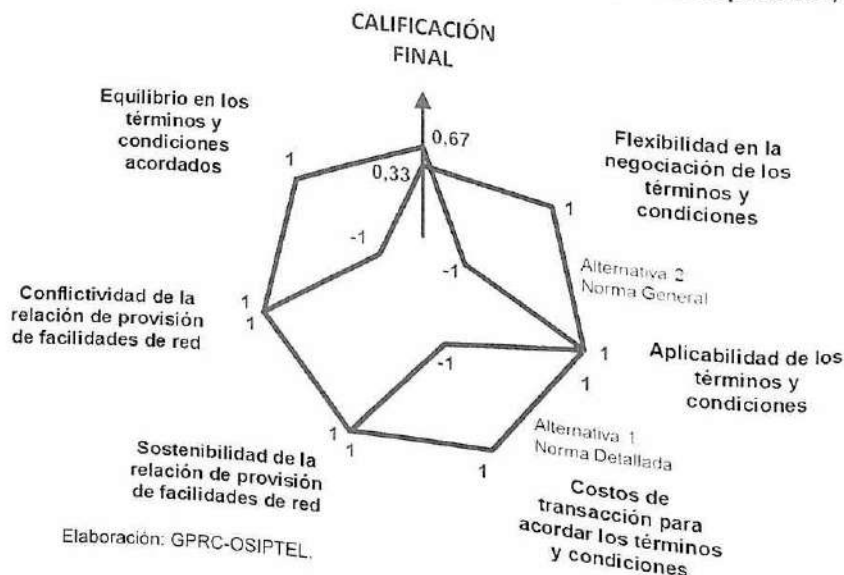 CALIFICACIÓN
FINAL
Equilibrio en los
términos y
condiciones
acordados
1
0,67
0,33
Flexibilidad en la
negociación de los
términos y
condiciones
1
-1
-1
Alternativa 2
Norma General
Conflictividad de la
relación de provisión
de facilidades de red
1
1
-1
1
1
Aplicabilidad de los
términos y
condiciones
Alternativa 1
Norma Detallada
1
1
1
Sostenibilidad de la
relación de provisión
de facilidades de red
Costos de
transacción para
acordar los términos
y condiciones
Elaboración: GPRC-OSIPTEL.